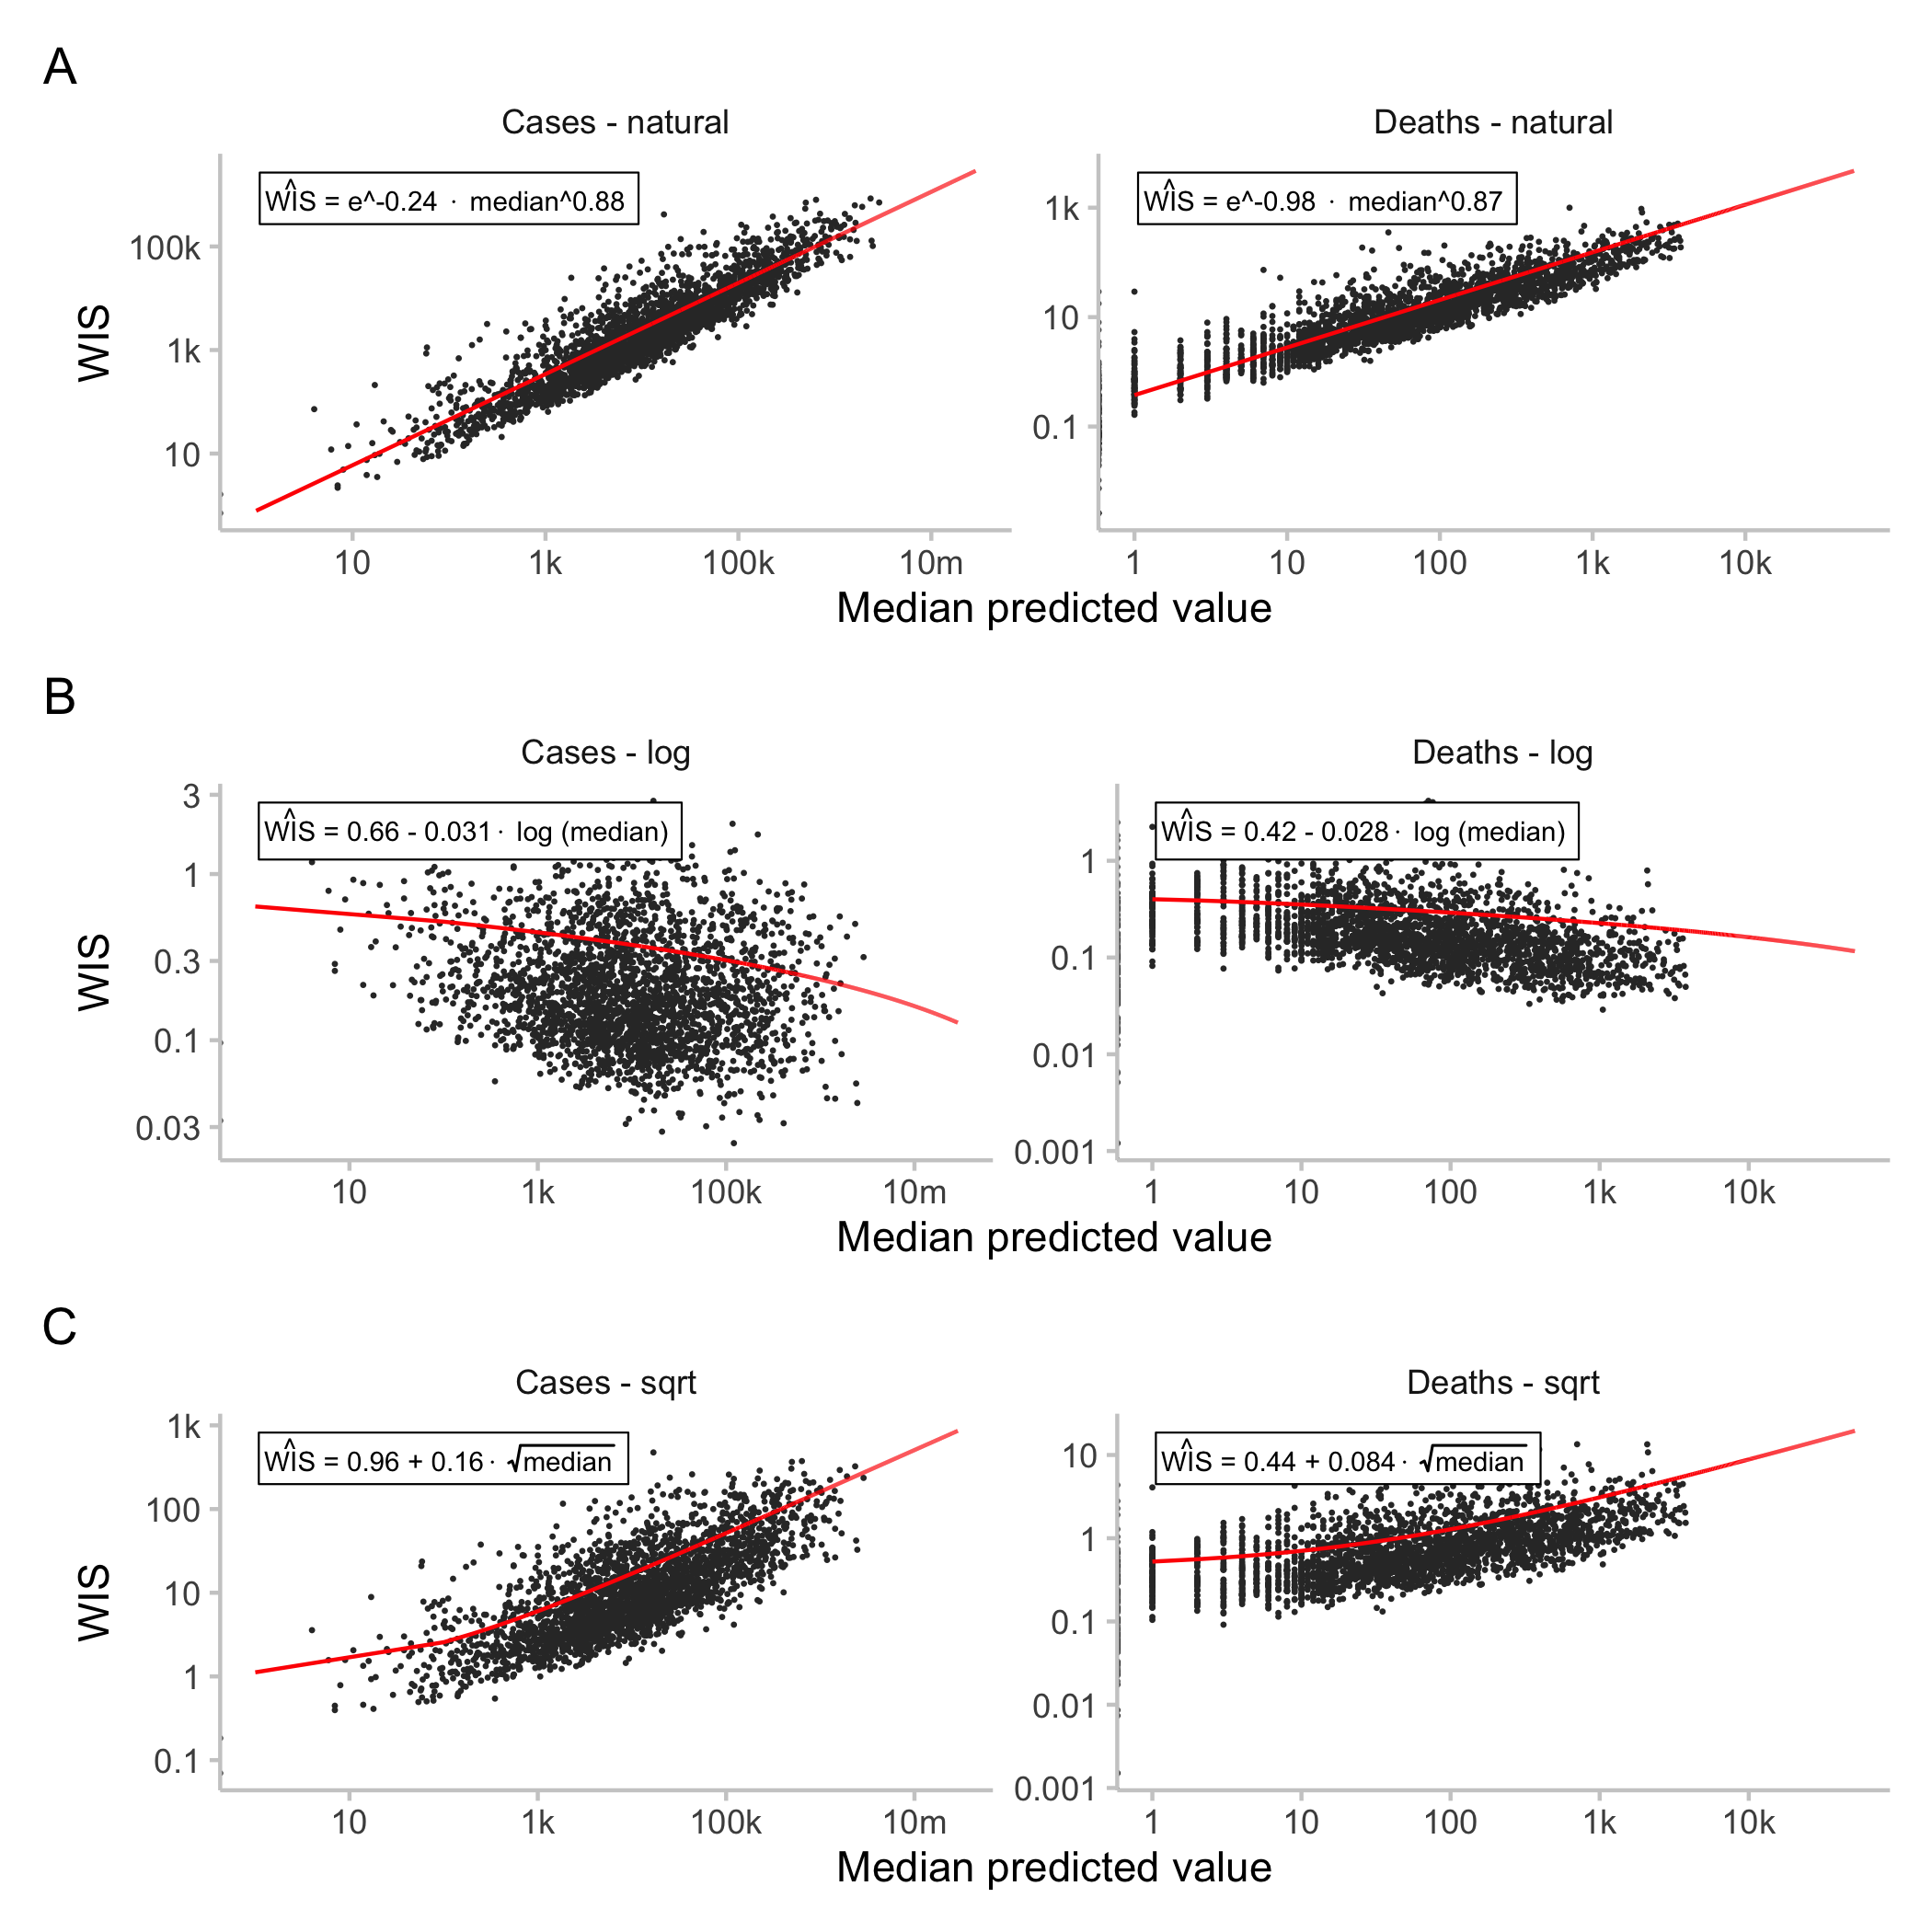 A
Cases - natural
Deaths - natural
WIS
100k
1k
10
WIS^ = e^-0.24 · median^0.88
10
1k
100k
10m
1k
10
0.1
WIS^ = e^-0.98 · median^0.87
1
10
100
1k
10k
Median predicted value
B
Cases - log
Deaths - log
WIS
3
1
0.3
0.1
0.03
WIS^ = 0.66 - 0.031 · log (median)
10
1k
100k
10m
1
0.1
0.01
0.001
WIS^ = 0.42 - 0.028 · log (median)
1
10
100
1k
10k
Median predicted value
C
Cases - sqrt
Deaths - sqrt
WIS
1k
100
10
1
0.1
WIS^ = 0.96 + 0.16 · √median
10
1k
100k
10m
10
1
0.1
0.01
0.001
WIS^ = 0.44 + 0.084 · √median
1
10
100
1k
10k
Median predicted value